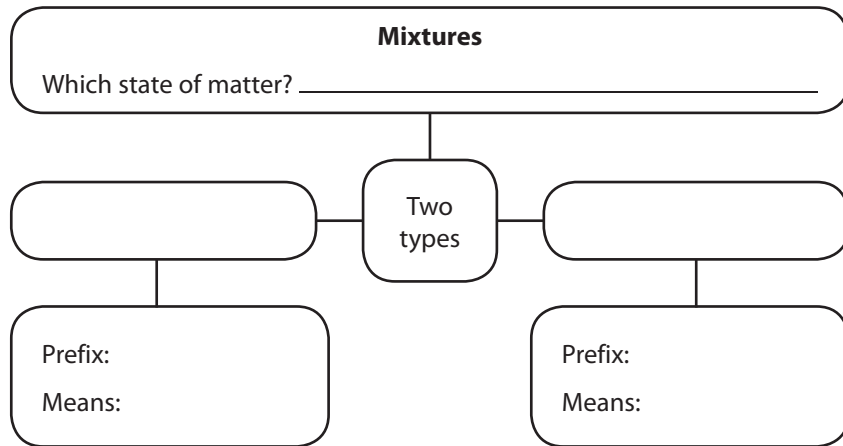 Mixtures
Which state of matter?
Two
types
Prefix:
Means:
Prefix:
Means: